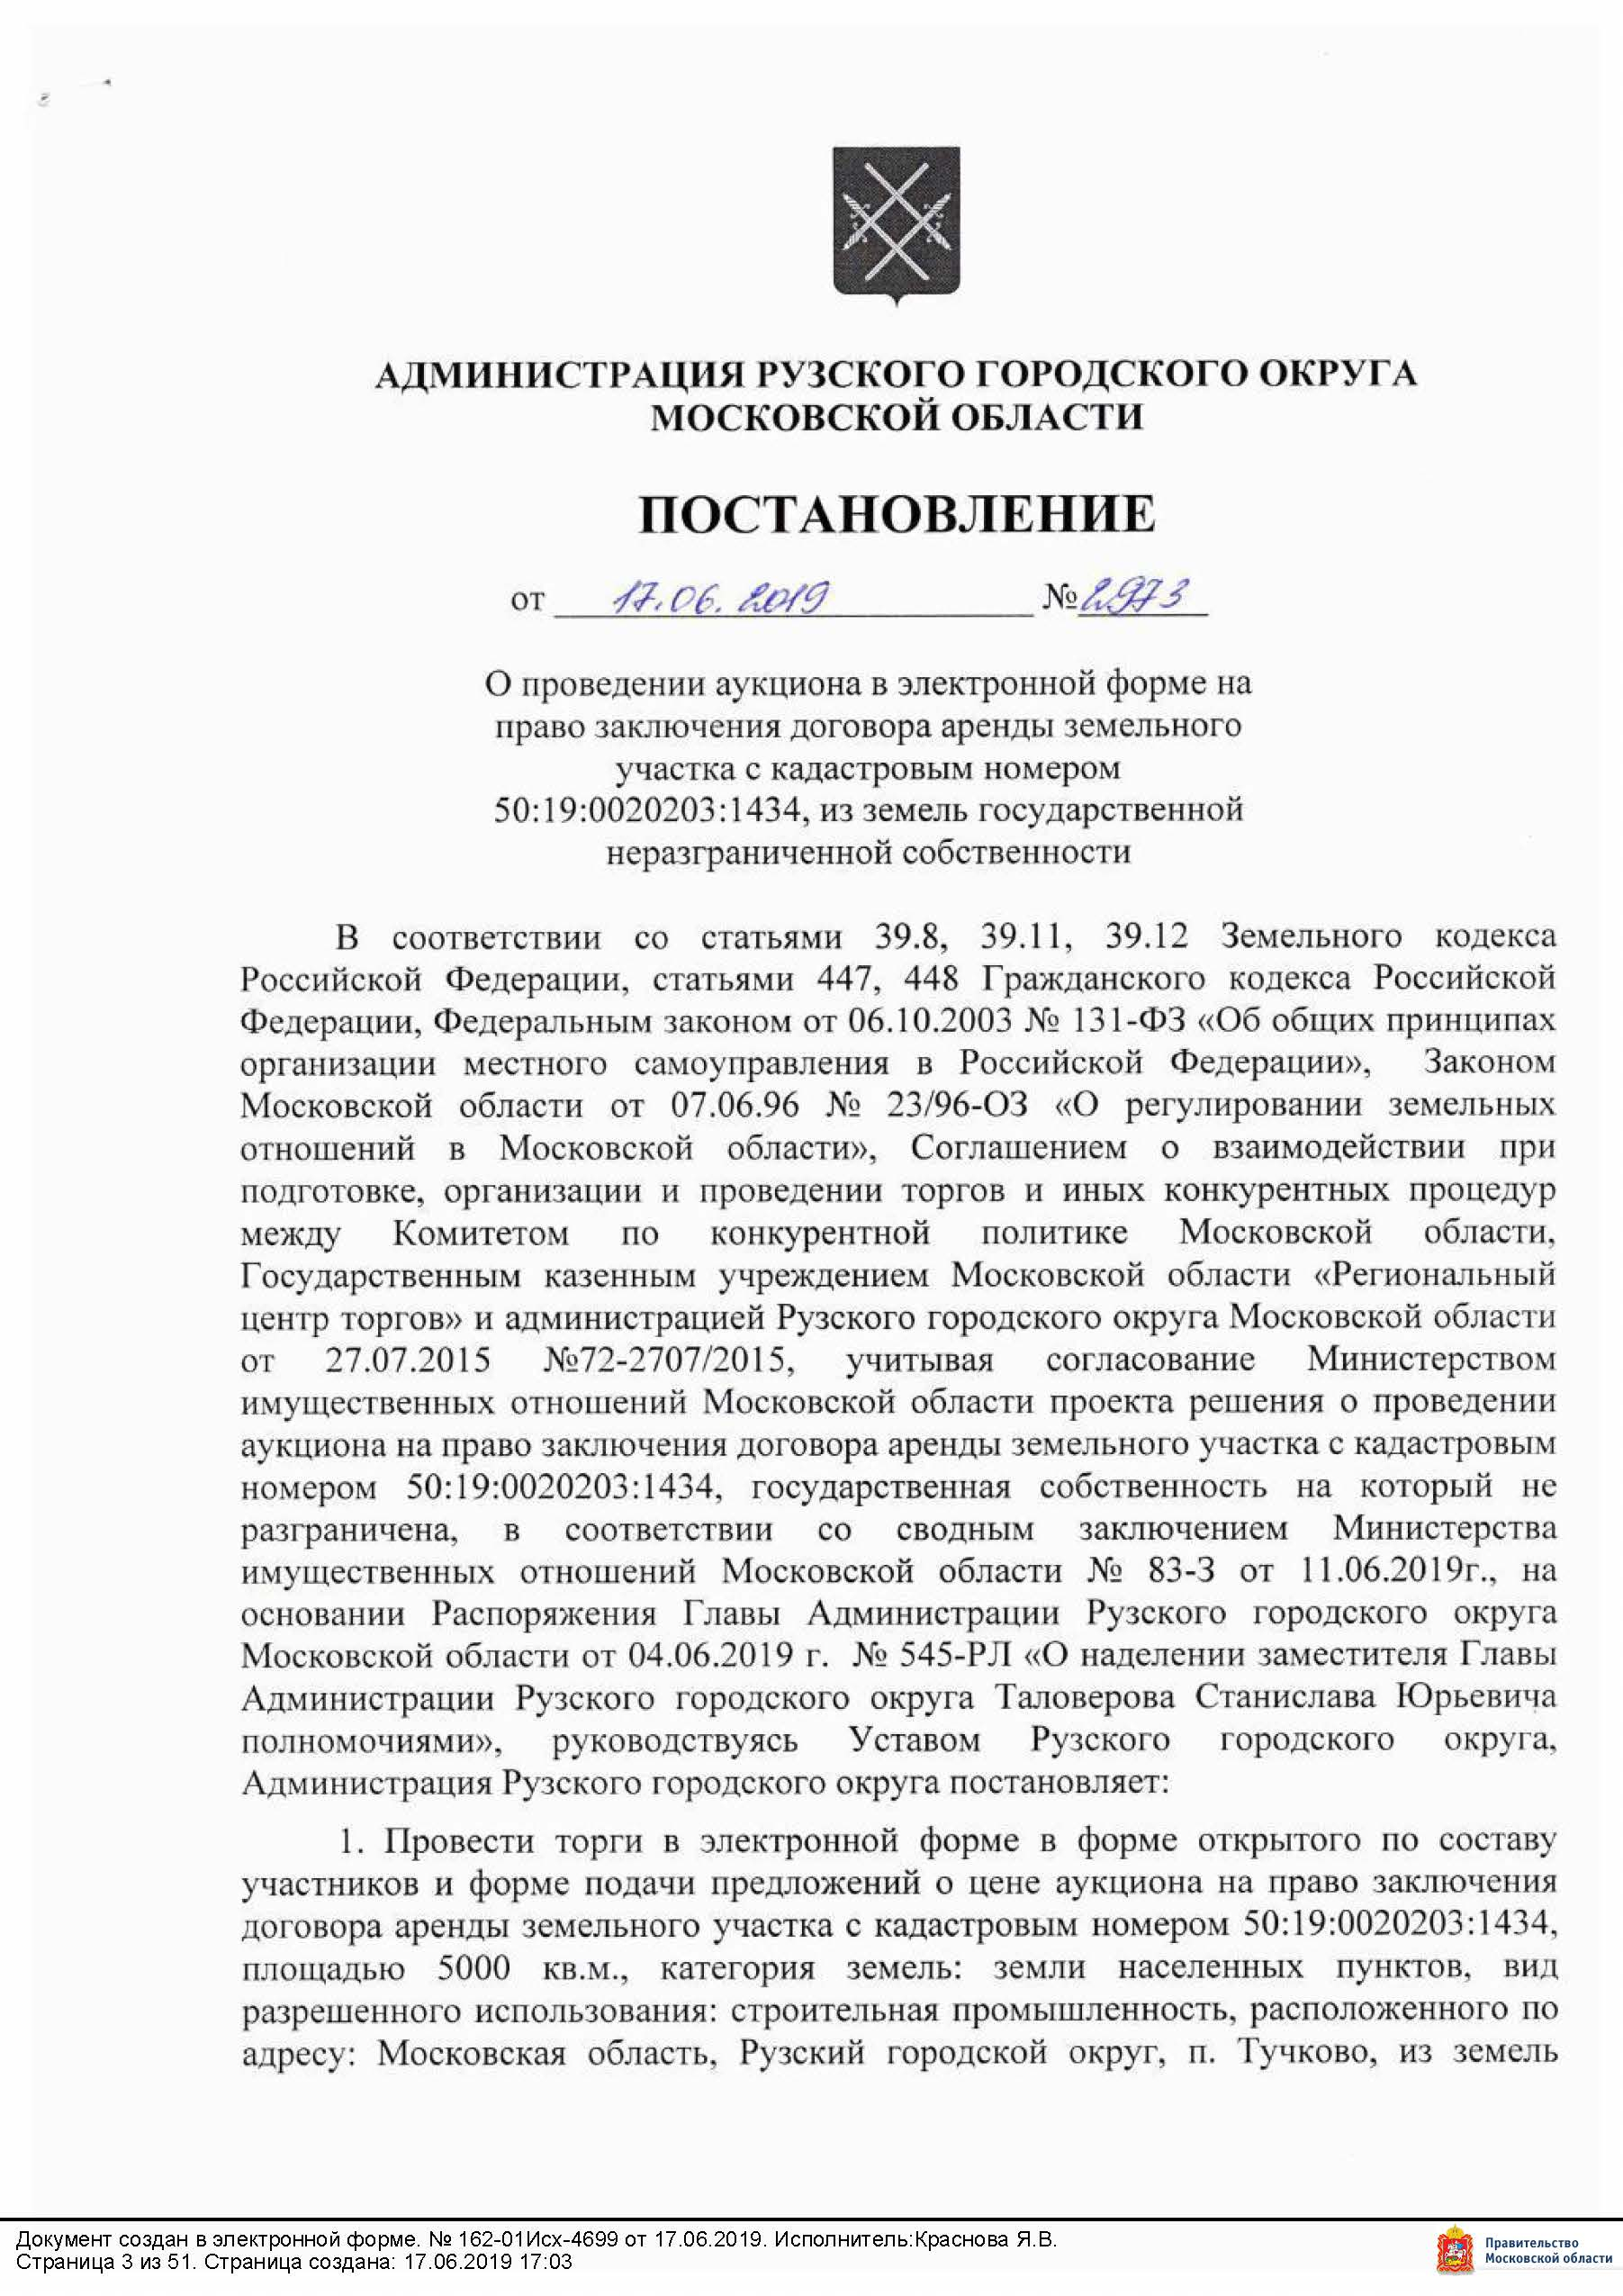 АДМИНИСТРАЦИЯ РУЗСКОГО ГОРОДСКОГО ОКРУГА
МОСКОВСКОЙ ОБЛАСТИ
ПОСТАНОВЛЕНИЕ
от 17.06.2019 № 2973
О проведении аукциона в электронной форме на
право заключения договора аренды земельного
участка с кадастровым номером
50:19:0020203:1434, из земель государственной
неразграниченной собственности
В соответствии со статьями 39.8, 39.11, 39.12 Земельного кодекса
Российской Федерации, статьями 447, 448 Гражданского кодекса Российской
Федерации, Федеральным законом от 06.10.2003 № 131-ФЗ «Об общих принципах
организации местного самоуправления в Российской Федерации», Законом
Московской области от 07.06.96 № 23/96-ОЗ «О регулировании земельных
отношений в Московской области», Соглашением о взаимодействии при
подготовке, организации и проведении торгов и иных конкурентных процедур
между Комитетом по конкурентной политике Московской области,
Государственным казенным учреждением Московской области «Региональный
центр торгов» и администрацией Рузского городского округа Московской области
от 27.07.2015 №72-2707/2015, учитывая согласование Министерством
имущественных отношений Московской области проекта решения о проведении
аукциона на право заключения договора аренды земельного участка с кадастровым
номером 50:19:0020203:1434, государственная собственность на который не
разграничена, в соответствии со сводным заключением Министерства
имущественных отношений Московской области № 83-З от 11.06.2019г., на
основании Распоряжения Главы Администрации Рузского городского округа
Московской области от 04.06.2019 г. № 545-РЛ «О наделении заместителя Главы
Администрации Рузского городского округа Таловерова Станислава Юрьевича
полномочиями», руководствуясь Уставом Рузского городского округа,
Администрация Рузского городского округа постановляет:
1. Провести торги в электронной форме в форме открытого по составу
участников и форме подачи предложений о цене аукциона на право заключения
договора аренды земельного участка с кадастровым номером 50:19:0020203:1434,
площадью 5000 кв.м., категория земель: земли населенных пунктов, вид
разрешенного использования: строительная промышленность, расположенного по
адресу: Московская область, Рузский городской округ, п. Тучково, из земель
Документ создан в электронной форме. № 162-01Исх-4699 от 17.06.2019. Исполнитель:Краснова Я.В.
Страница 3 из 51. Страница создана: 17.06.2019 17:03
Правительство
Московской области